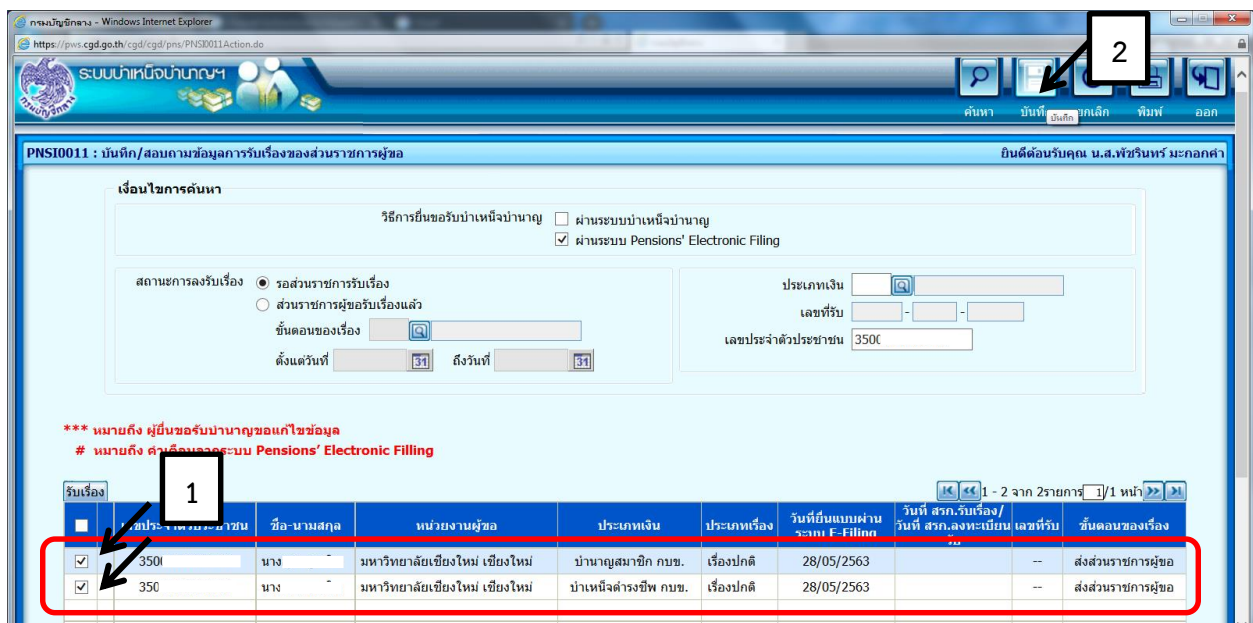 กรมบัญชีกลาง - Windows Internet Explorer
https://pws.cgd.go.th/cgd/cgd/pns/PNSI0011Action.do
2
ระบบบำเหน็จบำนาญฯ
กรมบัญชีกลาง
ค้นหา
พิมพ์
ออก
บันทึก
PNSI0011 : บันทึก/สอบถามข้อมูลการรับเรื่องของส่วนราชการผู้ขอ
ยินดีต้อนรับคุณ น.ส.พัชรินทร์ มะกอกคำ
เงื่อนไขการค้นหา
วิธีการยื่นขอรับบำเหน็จบำนาญ
ผ่านระบบบำเหน็จบำนาญ
ผ่านระบบ Pensions' Electronic Filing
สถานะการลงรับเรื่อง
รอส่วนราชการรับเรื่อง
ส่วนราชการผู้ขอรับเรื่องแล้ว
ขั้นตอนของเรื่อง
ตั้งแต่วันที่ 31 ถึงวันที่ 31
ประเภทเงิน
เลขที่รับ - -
เลขประจำตัวประชาชน 3500
*** หมายถึง ผู้ยื่นขอรับบำนาญขอแก้ไขข้อมูล
# หมายถึง Pensions' Electronic Filling
1
รับเรื่อง
1 - 2 จาก 2รายการ 1/1 หน้า
ชื่อ-นามสกุล หน่วยงานผู้ขอ ประเภทเงิน ประเภทเรื่อง วันที่ยื่นแบบผ่าน ระบบ E-Filing วันที่ สรก.รับเรื่อง/ วันที่ สรก.ลงทะเบียน รับ เลขที่รับ ขั้นตอนของเรื่อง
3500 นาง มหาวิทยาลัยเชียงใหม่ เชียงใหม่ บำนาญสมาชิก กบข. เรื่องปกติ 28/05/2563 -- ส่งส่วนราชการผู้ขอ
350 นาง มหาวิทยาลัยเชียงใหม่ เชียงใหม่ บำเหน็จดำรงชีพ กบข. เรื่องปกติ 28/05/2563 -- ส่งส่วนราชการผู้ขอ